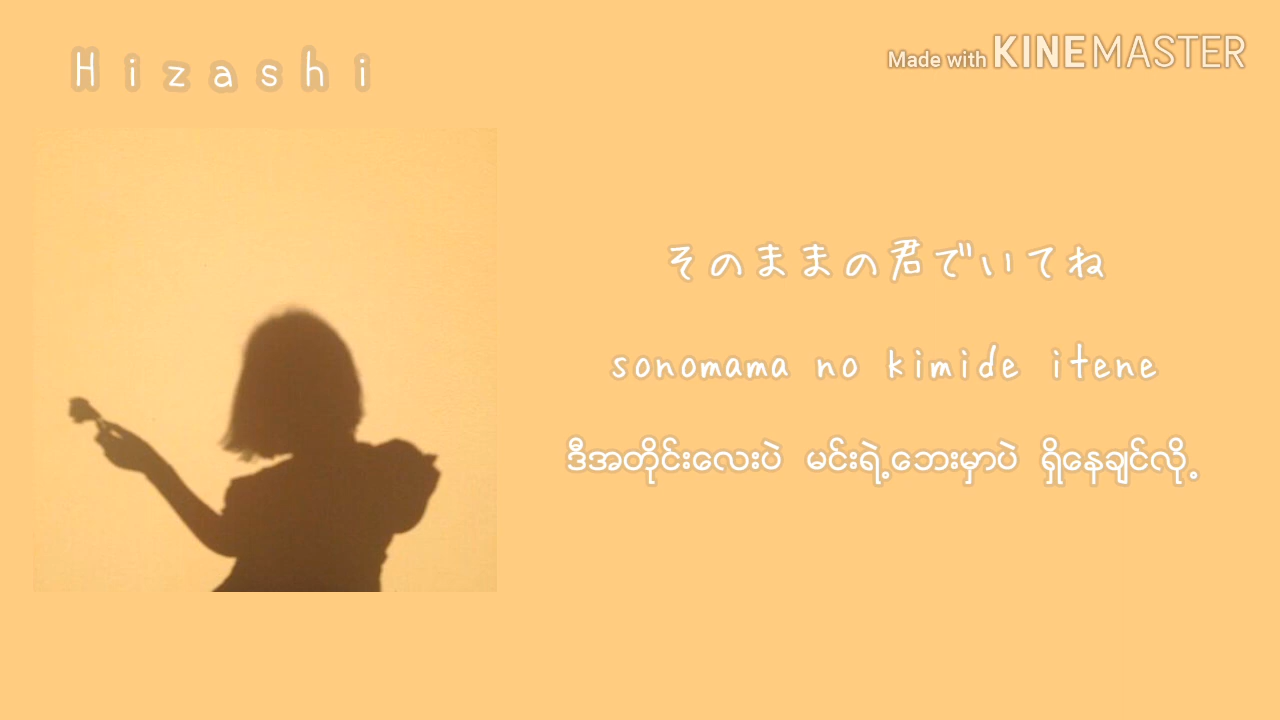 Hizashi
Made with KINEMASTER
そのままの君でいてね
sonomama no kimide itene
ဒီအတိုင်းလေးပဲ မင်းရဲ့ဘေးမှာပဲ ရှိနေချင်လို့